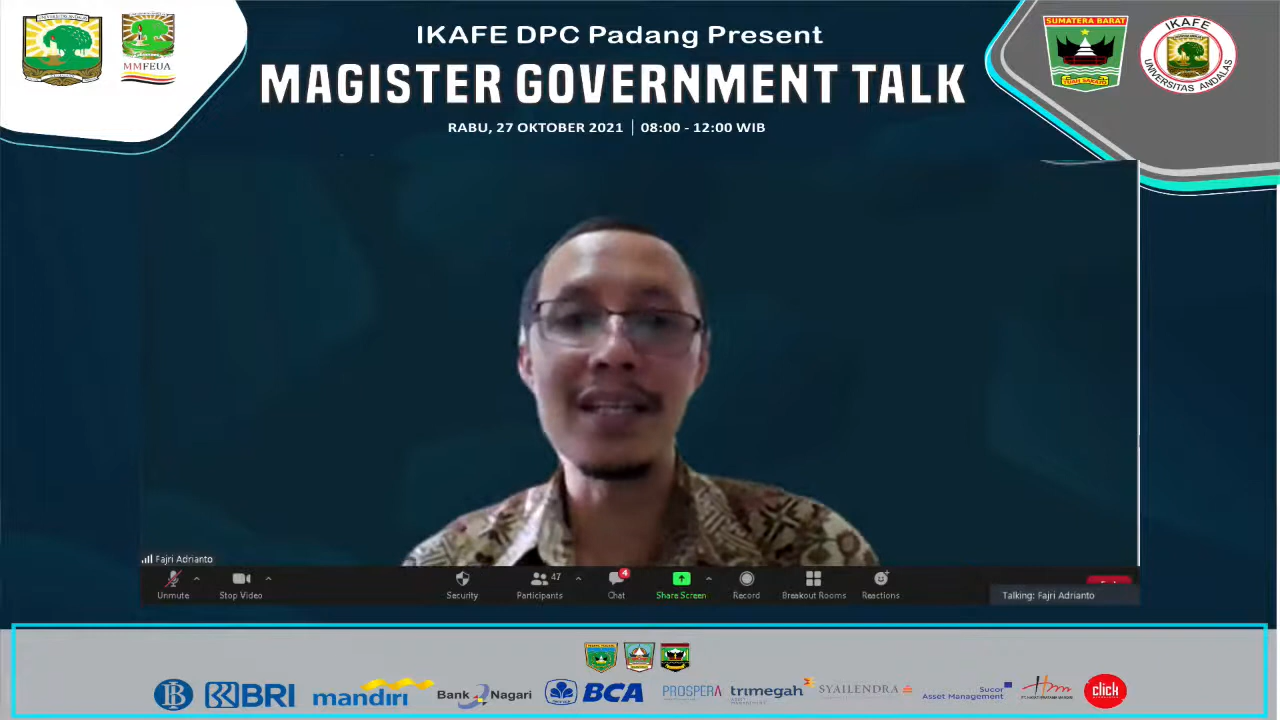 IKAFE DPC Padang Present
MAGISTER GOVERNMENT TALK
RABU, 27 OKTOBER 2021 | 08:00 - 12:00 WIB
MMFEUA
SUMATERA BARAT
TUAH SAKATO
IKAFE
UNIVERSITAS ANDALAS
Fajri Adrianto
Unmute
Stop Video
Security
47
Participants
4
Chat
Share Screen
Record
Breakout Rooms
Reactions
Talking: Fajri Adrianto
BRI
mandiri
Bank Nagari
BCA
PROSPERA
trimegah
SYAILENDRA
Sucor
Asset Management
click